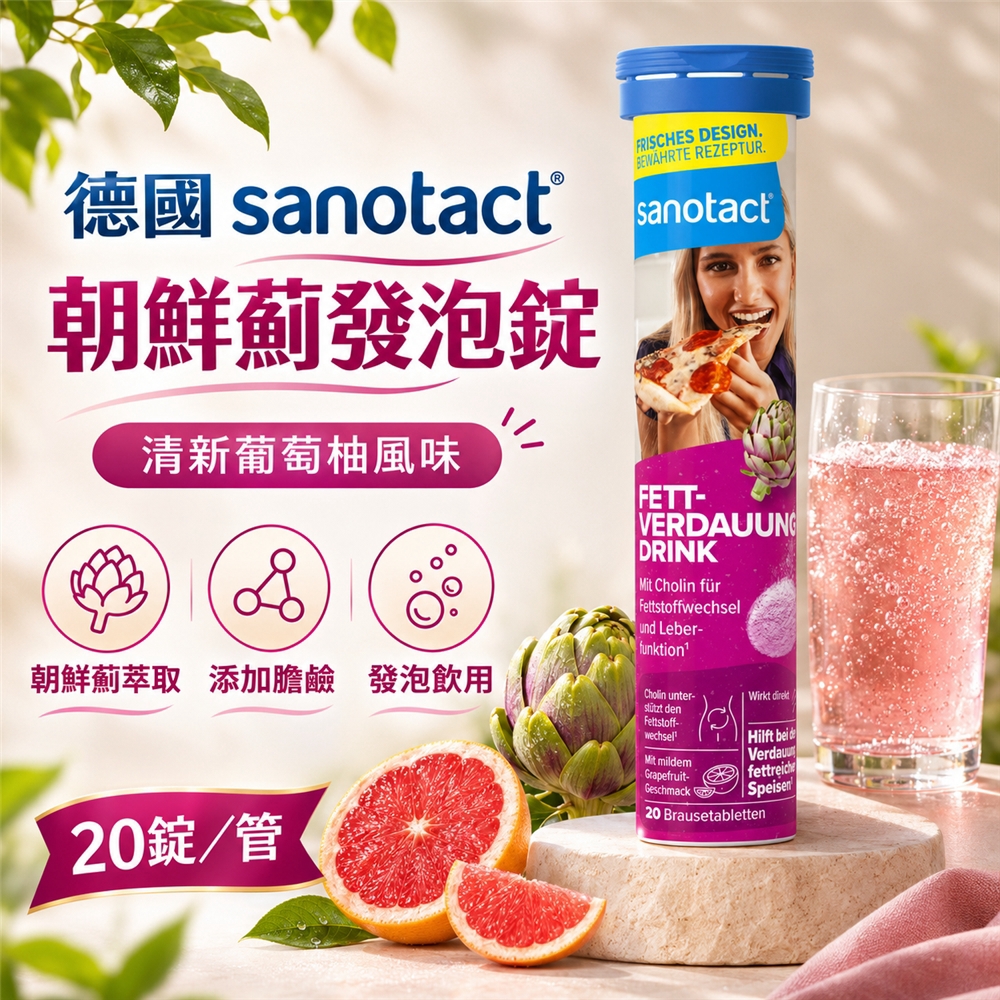 德國 sanotact®
朝鮮薊發泡錠
清新葡萄柚風味
朝鮮薊萃取
添加膽鹼
發泡飲用
20錠/管
FRISCHES DESIGN.
BEWÄHRTE REZEPTUR.
sanotact®
FETT-
VERDAUUNG
DRINK
Mit Cholin für
Fettstoffwechsel
und Leber-
funktion¹
Cholin unter-
stützt den
Fettstoff-
wechsel¹
Wirkt direkt
Mit mildem
Grapefruit-
Geschmack
Hilft bei der
Verdauung
fettreicher
Speisen¹
20 Brausetabletten